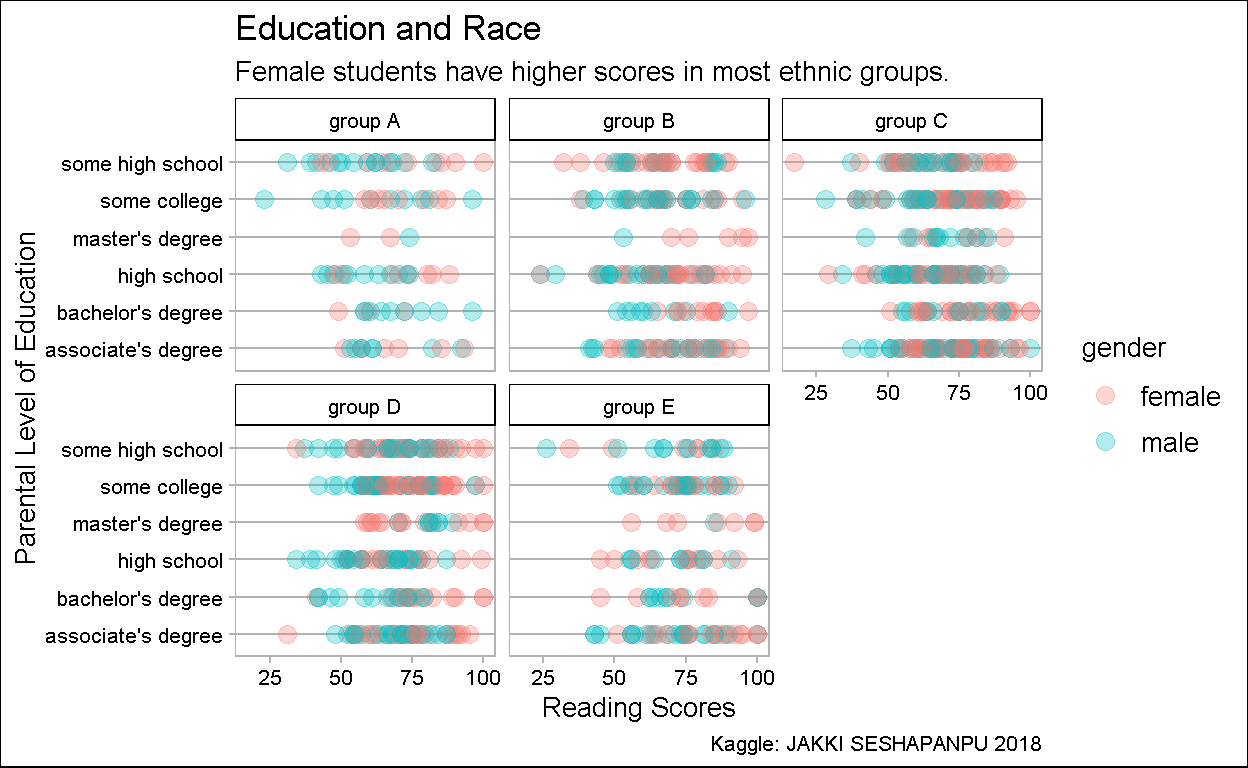 Education and Race
Female students have higher scores in most ethnic groups.
group A
group B
group C
some high school
some college
master's degree
high school
bachelor's degree
associate's degree
25 50 75 100
group D
group E
some high school
some college
master's degree
high school
bachelor's degree
associate's degree
25 50 75 100
25 50 75 100
Parental Level of Education
Reading Scores
gender
female
male
Kaggle: JAKKI SESHAPANPU 2018